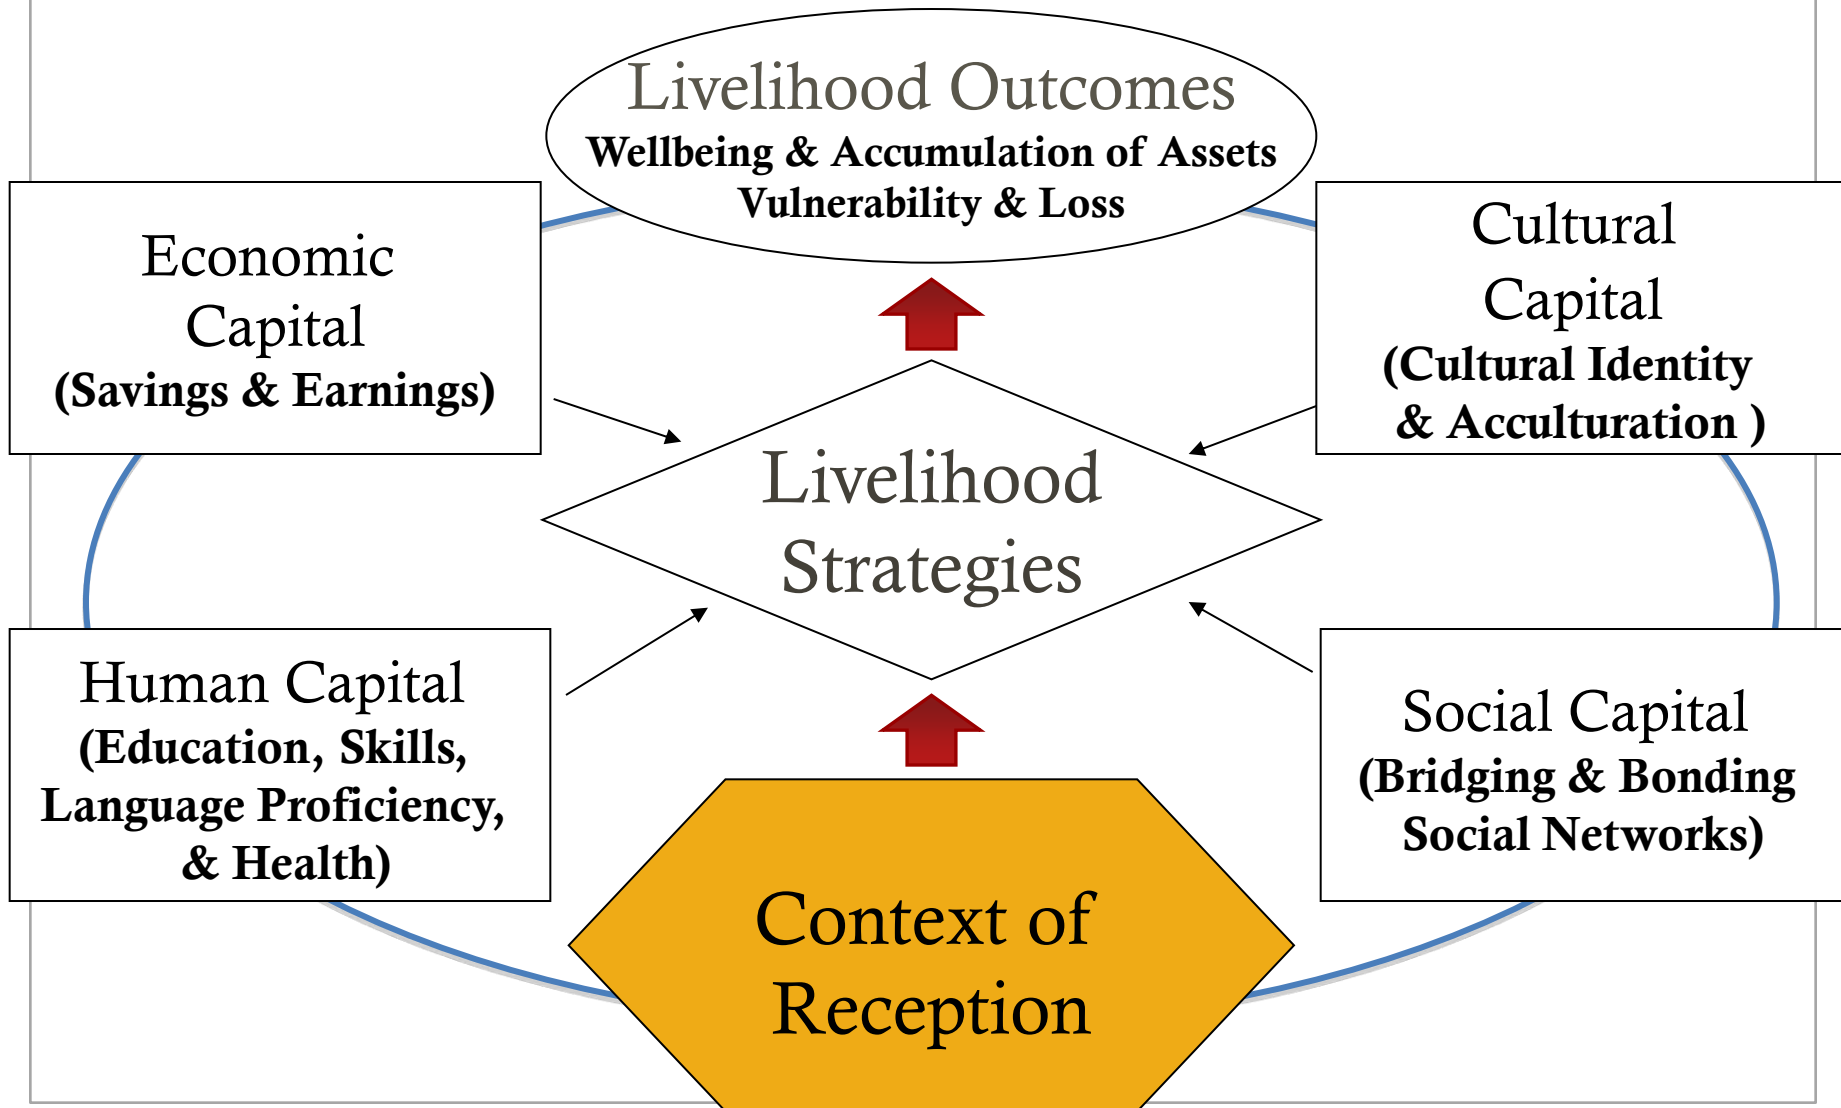 Livelihood Outcomes
Wellbeing & Accumulation of Assets
Vulnerability & Loss
Economic
Capital
(Savings & Earnings)
Cultural
Capital
(Cultural Identity
& Acculturation )
Livelihood
Strategies
Human Capital
(Education, Skills,
Language Proficiency,
& Health)
Social Capital
(Bridging & Bonding
Social Networks)
Context of
Reception